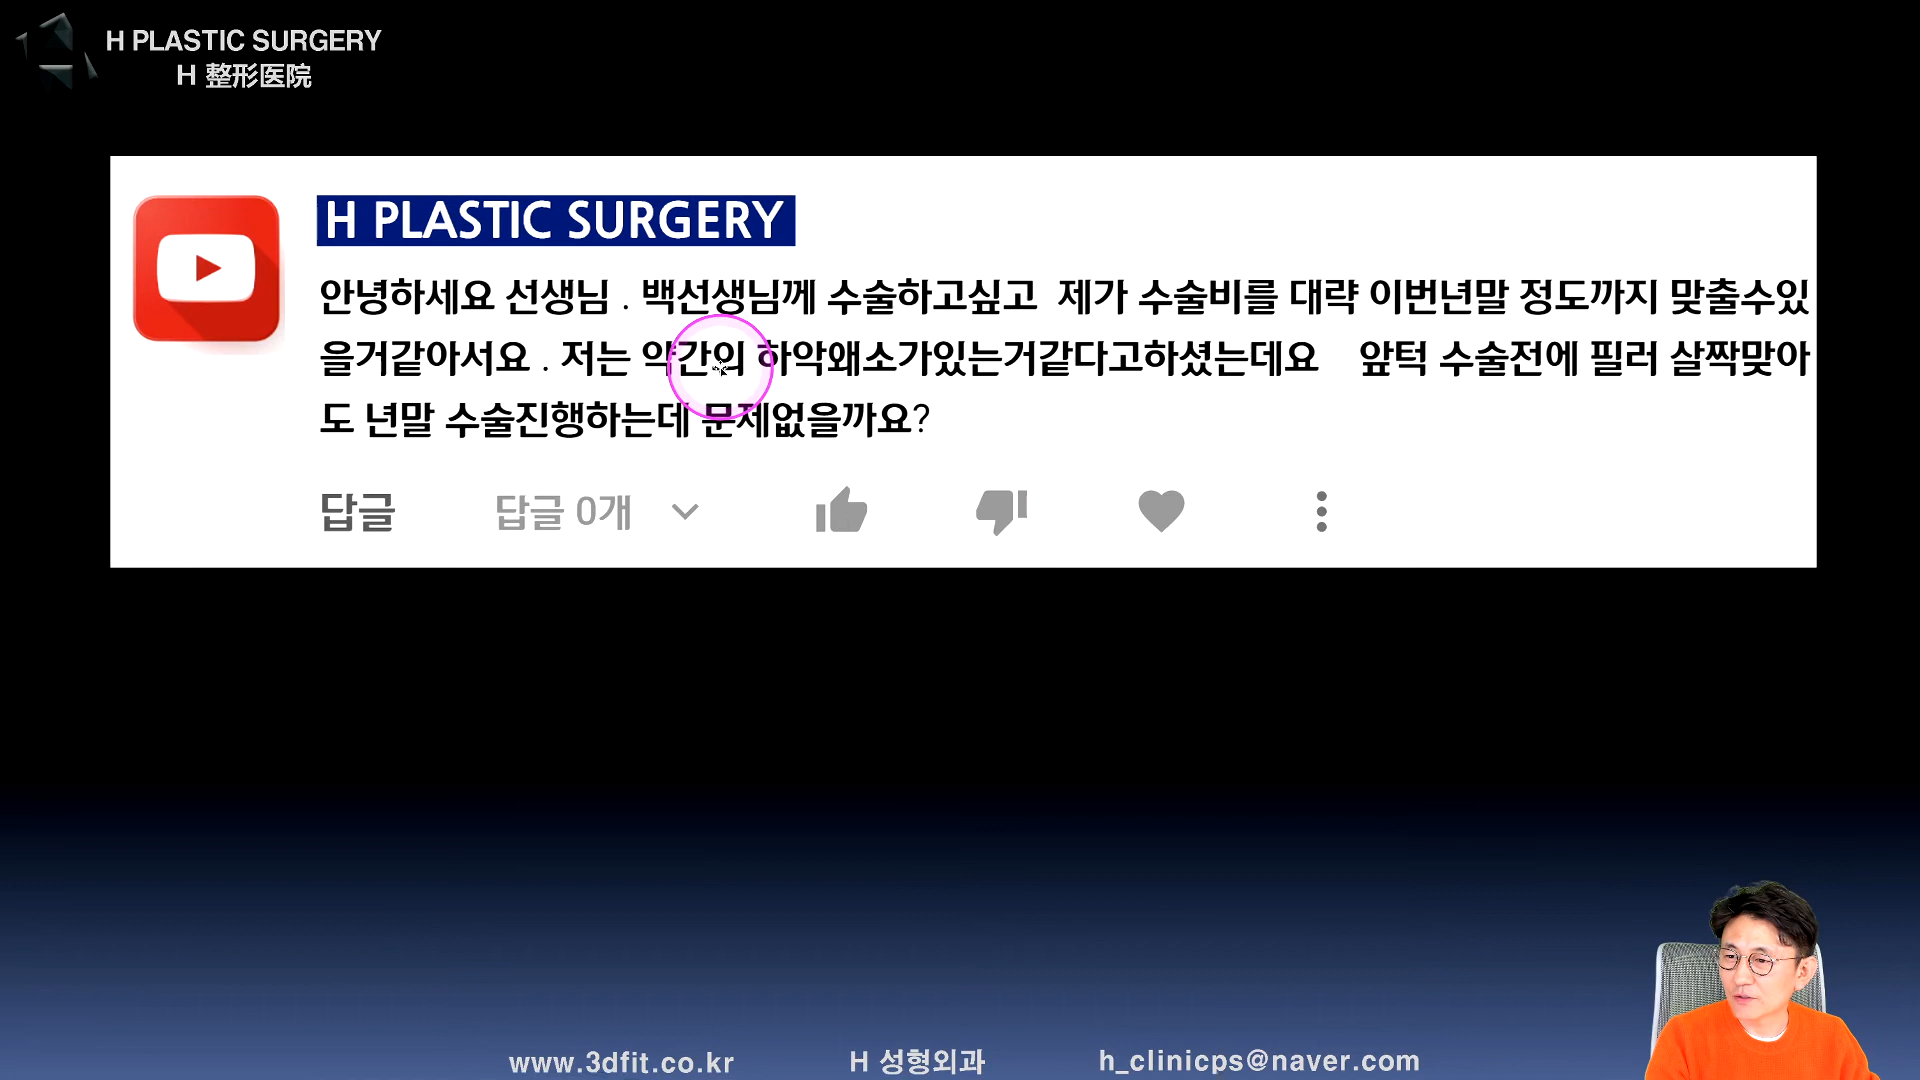 H PLASTIC SURGERY
H 整形医院
H PLASTIC SURGERY
안녕하세요 선생님 . 백선생님께 수술하고싶고 제가 수술비를 대략 이번년말 정도까지 맞출수있
을거같아서요 . 저는 약간의 하악왜소가있는거같다고하셨는데요 앞턱 수술전에 필러 살짝맞아
도 년말 수술진행하는데 문제없을까요?
답글 답글 0개
www.3dfit.co.kr H 성형외과 h_clinicps@naver.com